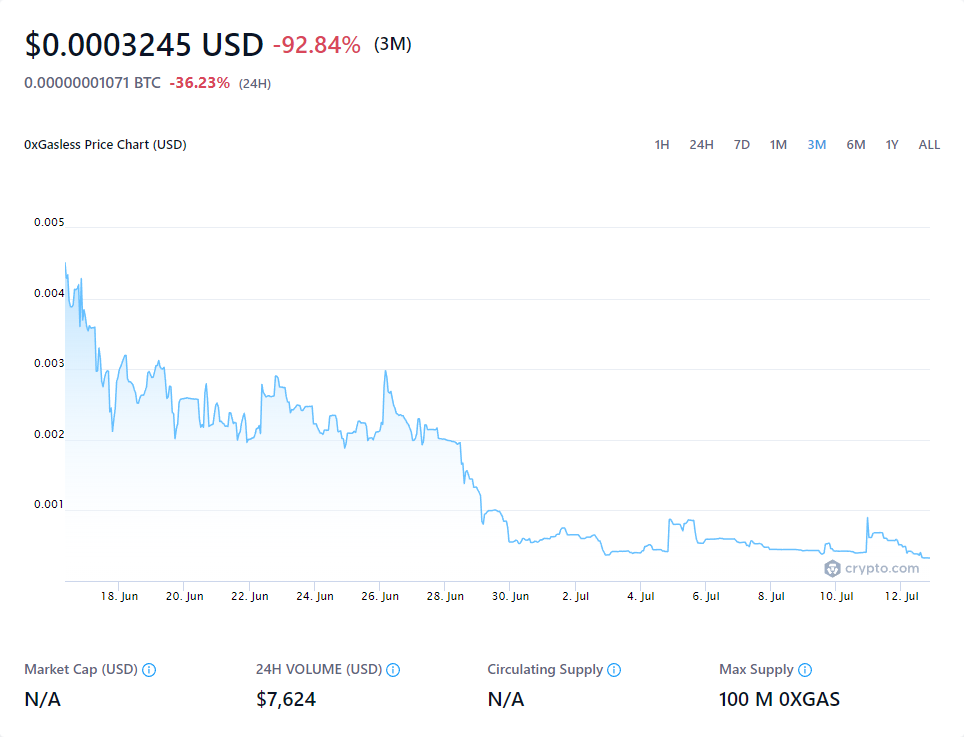 $0.0003245 USD -92.84% (3M)
0.00000001071 BTC -36.23% (24H)
0xGasless Price Chart (USD) 1H 24H 7D 1M 3M 6M 1Y ALL
0.005
0.004
0.003
0.002
0.001
crypto.com
18. Jun 20. Jun 22. Jun 24. Jun 26. Jun 28. Jun 30. Jun 2. Jul 4. Jul 6. Jul 8. Jul 10. Jul 12. Jul
Market Cap (USD) 24H VOLUME (USD) Circulating Supply Max Supply
N/A $7,624 N/A 100 M 0XGAS